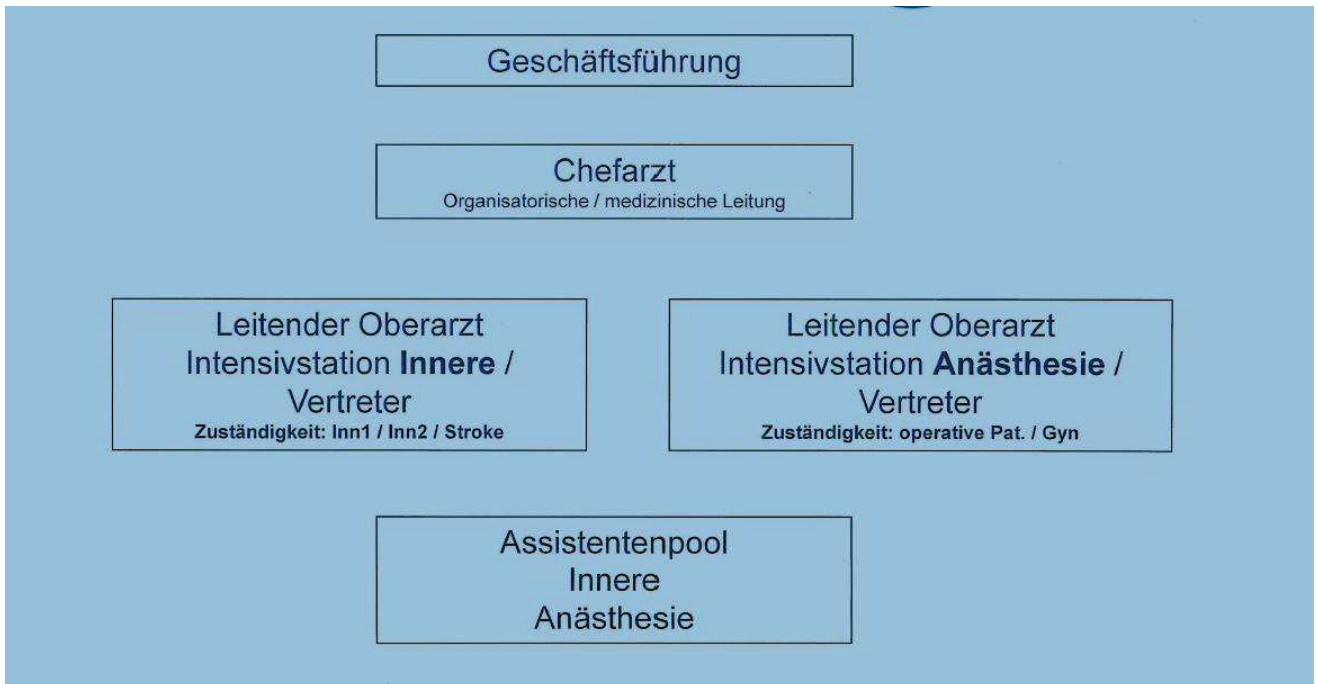 Geschäftsführung
Chefarzt
Organisatorische / medizinische Leitung
Leitender Oberarzt
Intensivstation Innere /
Vertreter
Zuständigkeit: Inn1 / Inn2 / Stroke
Leitender Oberarzt
Intensivstation Anästhesie /
Vertreter
Zuständigkeit: operative Pat. / Gyn
Assistentenpool
Innere
Anästhesie